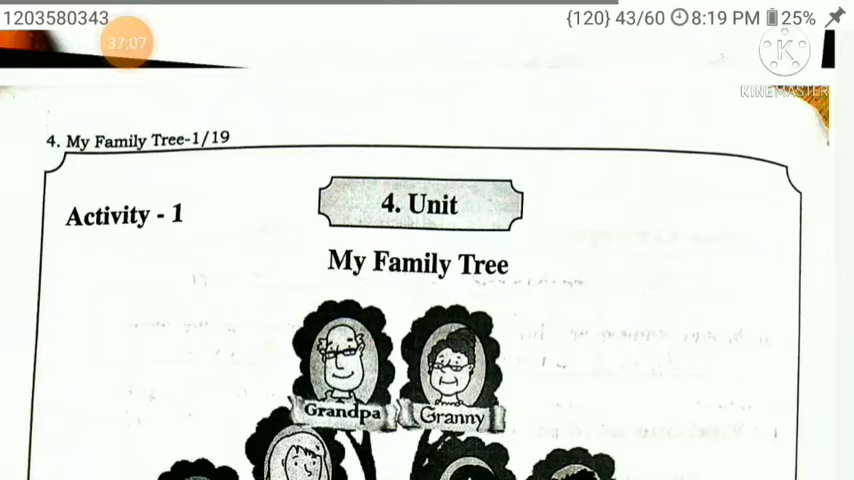 1203580343
{120} 43/60 8:19 PM 25%
37:07
K
KINEMASTER
4. My Family Tree-1/19
Activity - 1
4. Unit
My Family Tree
Grandpa
Granny